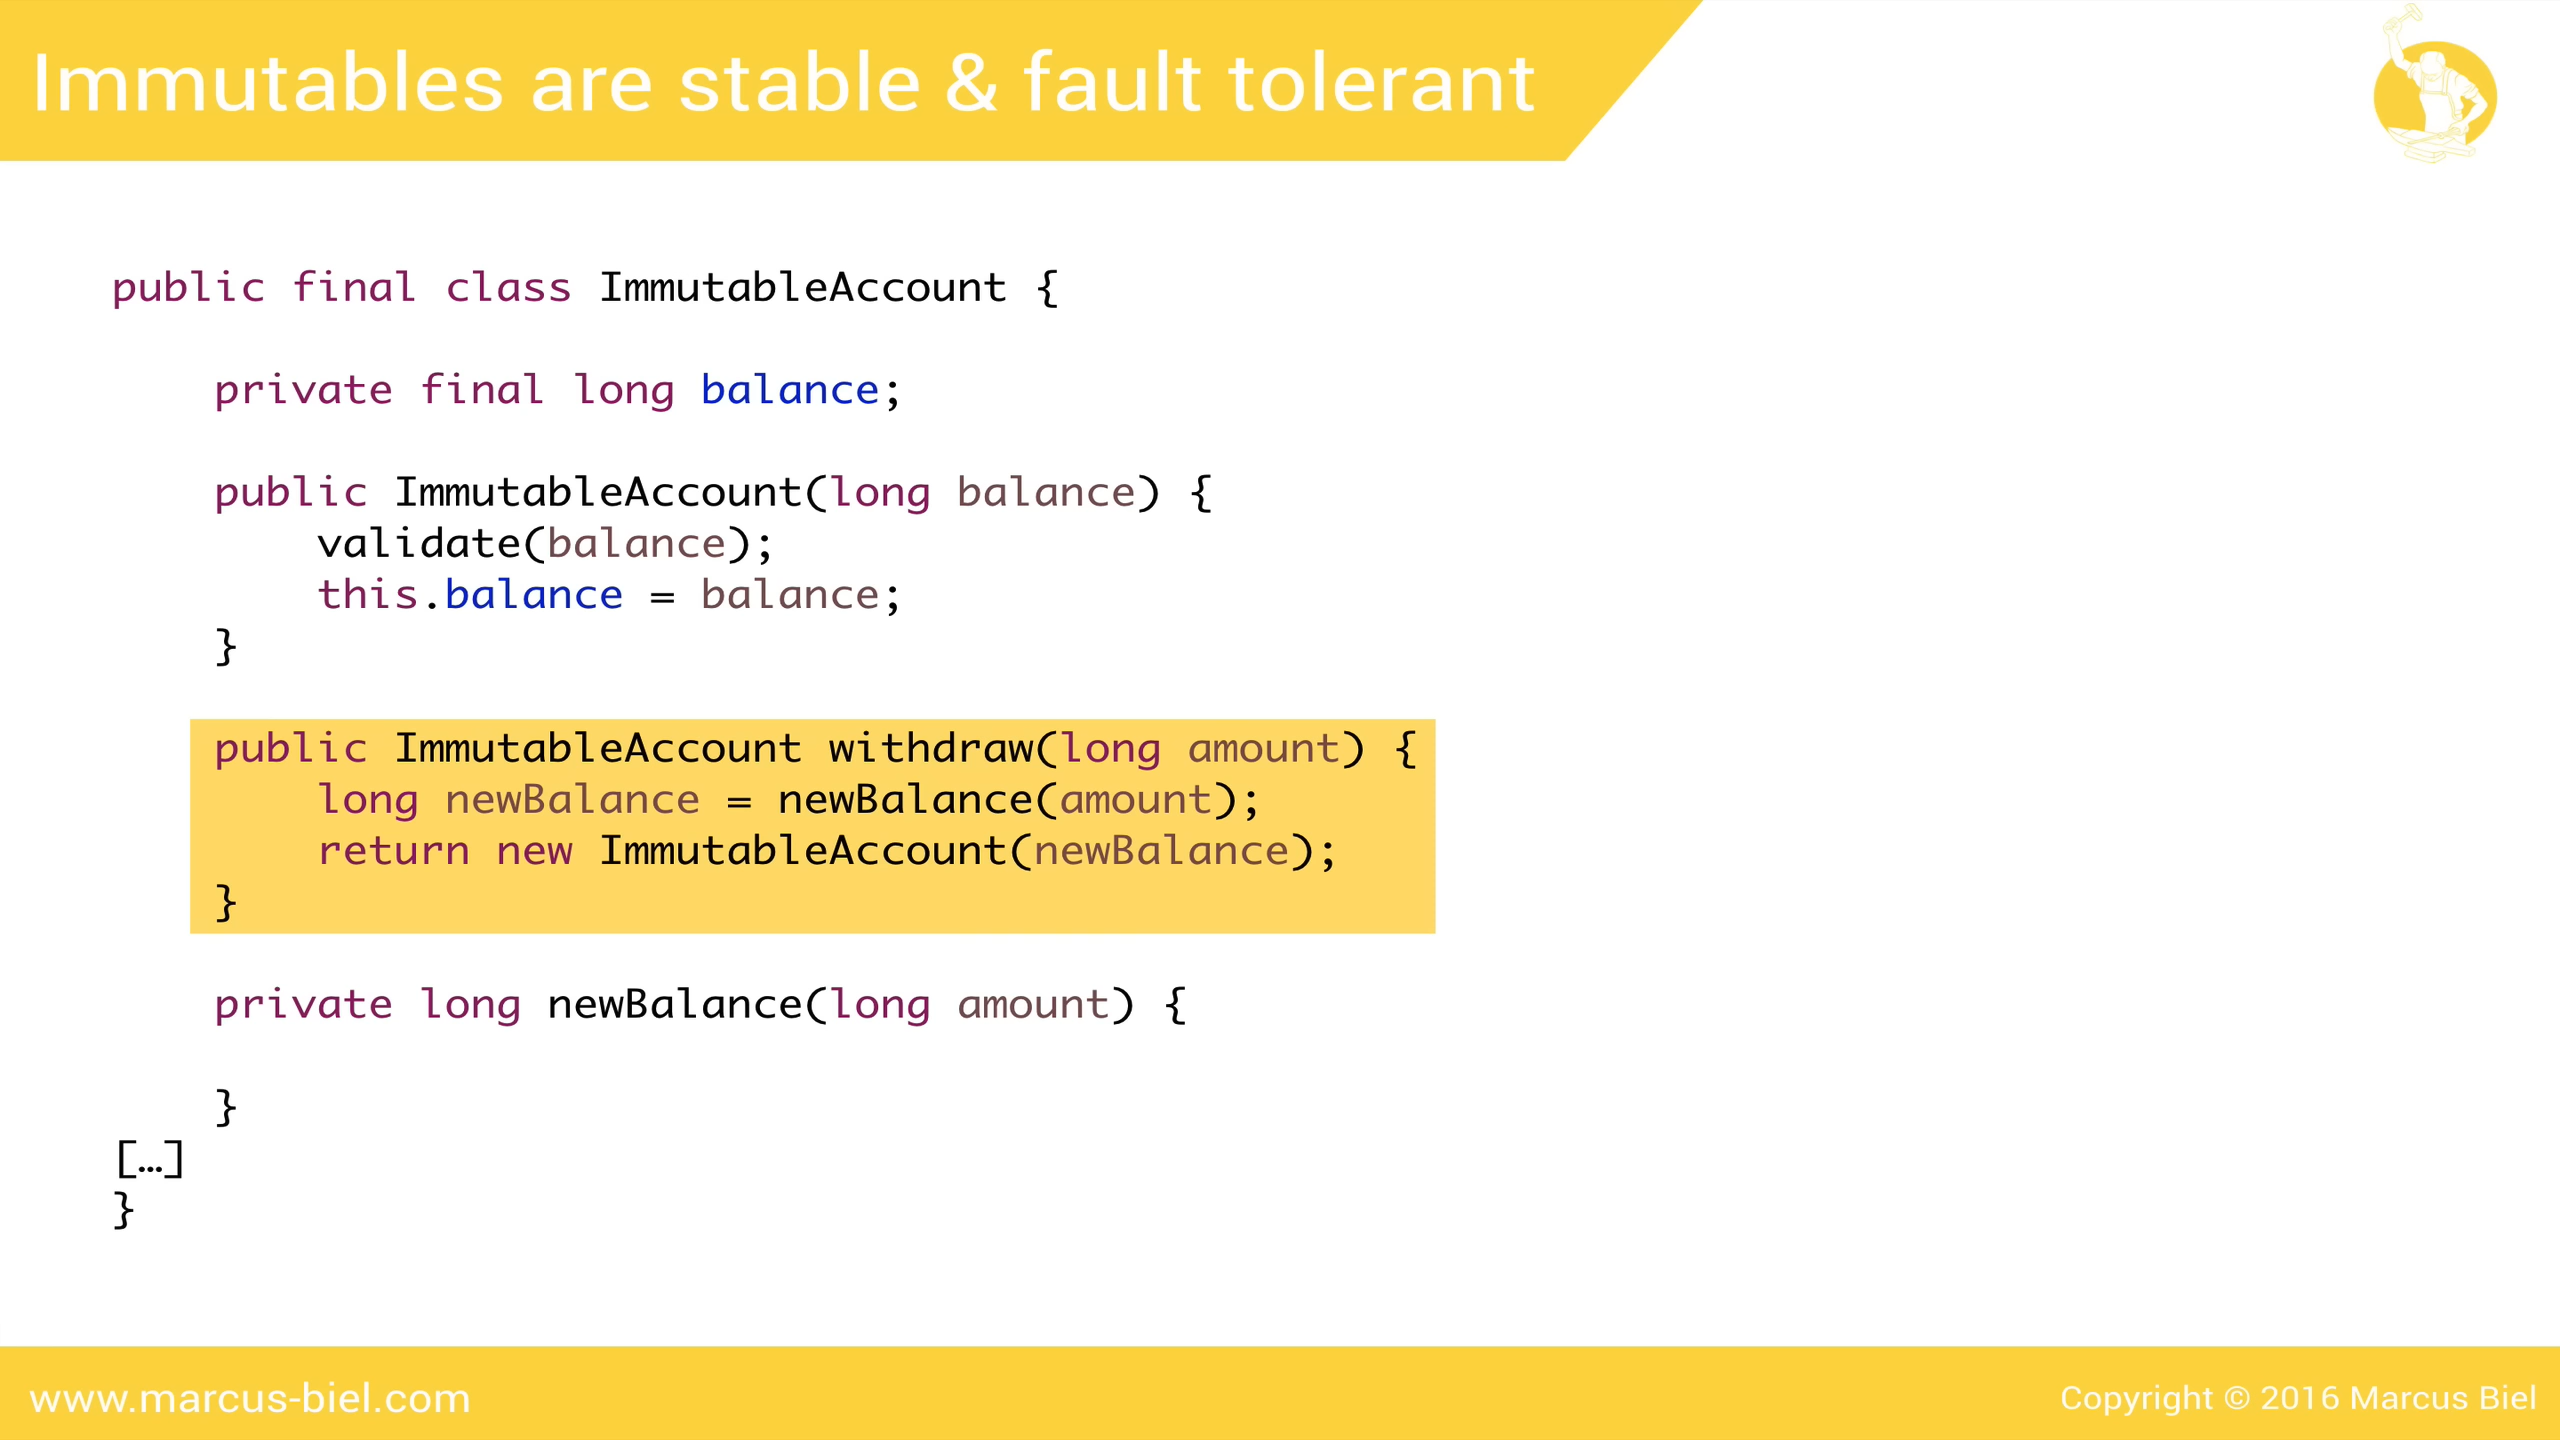 Immutables are stable & fault tolerant
public final class ImmutableAccount {
private final long balance;
public ImmutableAccount(long balance) {
validate(balance);
this.balance = balance;
}
public ImmutableAccount withdraw(long amount) {
long newBalance = newBalance(amount);
return new ImmutableAccount(newBalance);
}
private long newBalance(long amount) {
}
[…]
}
www.marcus-biel.com
Copyright © 2016 Marcus Biel